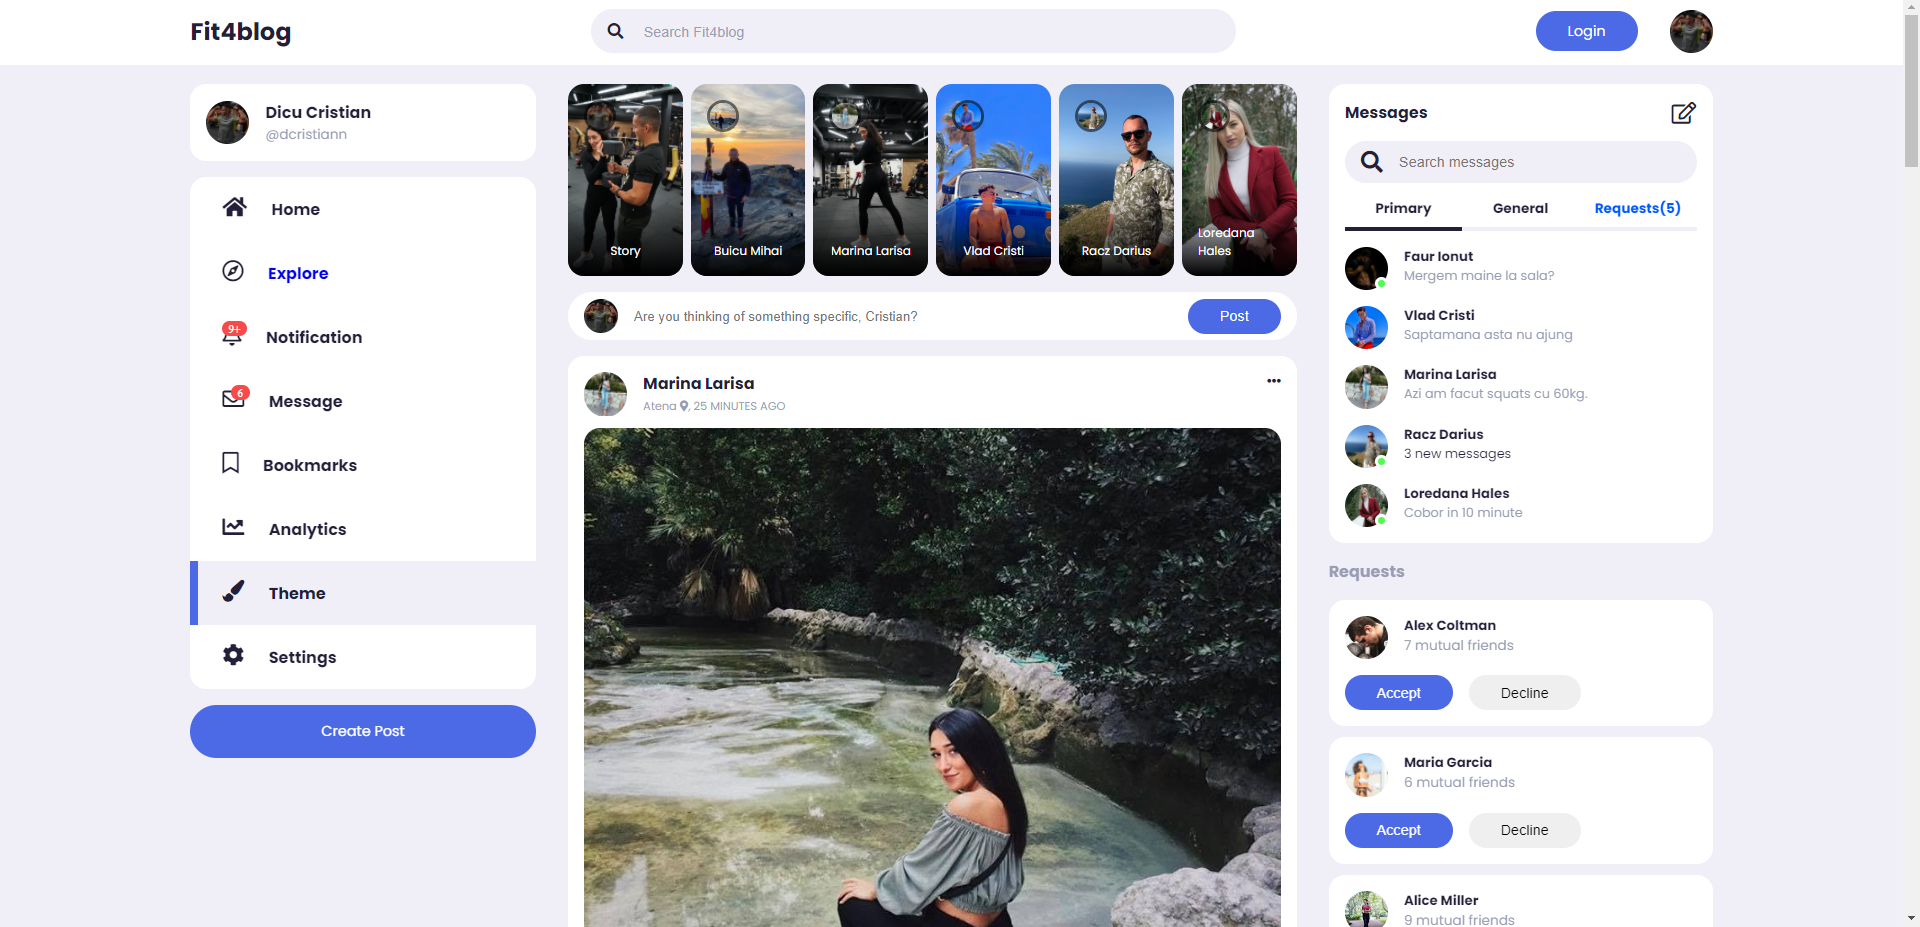 Fit4blog
Search Fit4blog
Login
Dicu Cristian
@dcristiann
Home
Explore
9+
Notification
6
Message
Bookmarks
Analytics
Theme
Settings
Create Post
Story
Buicu Mihai
Marina Larisa
Vlad Cristi
Racz Darius
Loredana
Hales
Are you thinking of something specific, Cristian?
Post
Marina Larisa
Atena , 25 MINUTES AGO
Messages
Search messages
Primary
General
Requests(5)
Faur Ionut
Mergem maine la sala?
Vlad Cristi
Saptamana asta nu ajung
Marina Larisa
Azi am facut squats cu 60kg.
Racz Darius
3 new messages
Loredana Hales
Cobor in 10 minute
Requests
Alex Coltman
7 mutual friends
Accept
Decline
Maria Garcia
6 mutual friends
Accept
Decline
Alice Miller
9 mutual friends